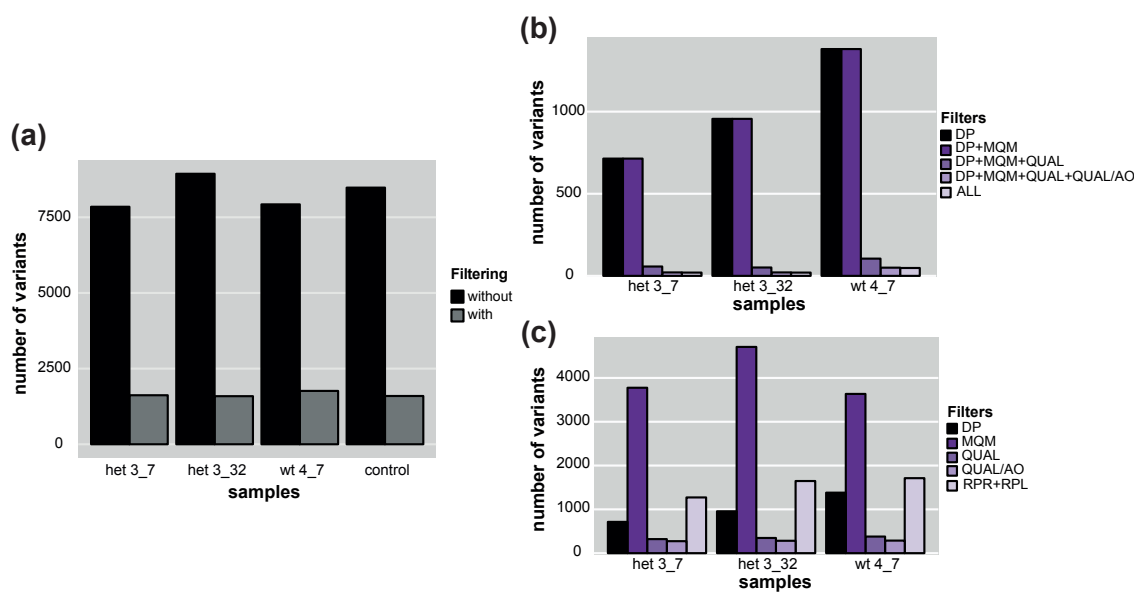 (a)
number of variants
7500
5000
2500
0
het 3_7
het 3_32
wt 4_7
control
samples
Filtering
without
with
(b)
number of variants
1000
500
0
het 3_7
het 3_32
wt 4_7
samples
Filters
DP
DP+MQM
DP+MQM+QUAL
DP+MQM+QUAL+QUAL/AO
ALL
(c)
number of variants
4000
3000
2000
1000
0
het 3_7
het 3_32
wt 4_7
samples
Filters
DP
MQM
QUAL
QUAL/AO
RPR+RPL